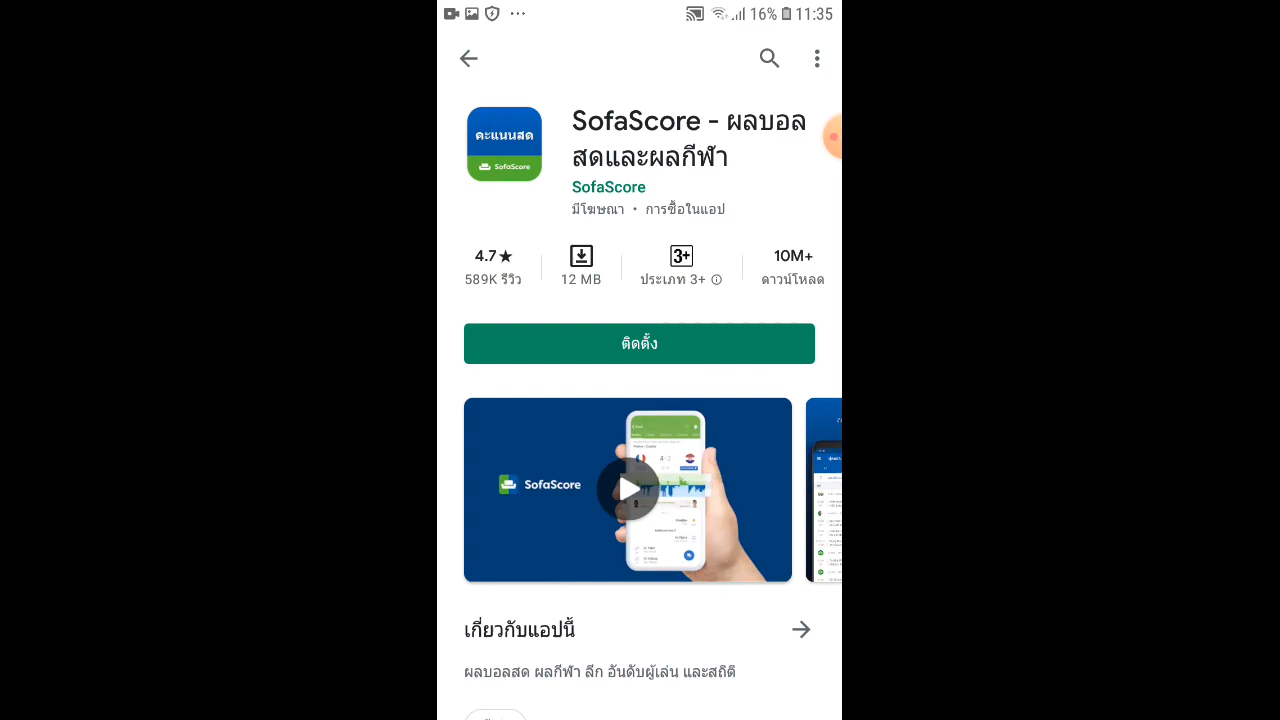 16% 11:35
คะแนนสด
SofaScore
SofaScore - ผลบอล
สดและผลกีฬา
SofaScore
มีโฆษณา • การซื้อในแอป
4.7★ 3+ 10M+
589K รีวิว 12 MB ประเภท 3+ ดาวน์โหลด
ติดตั้ง
SofaScore
4-2
เกี่ยวกับแอปนี้
ผลบอลสด ผลกีฬา ลีก อันดับผู้เล่น และสถิติ